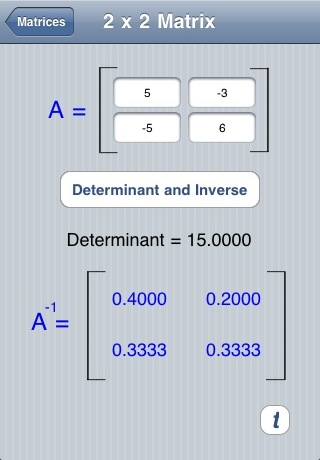 Matrices
2 x 2 Matrix
A =
5 -3
-5 6
Determinant and Inverse
Determinant = 15.0000
A-1 =
0.4000 0.2000
0.3333 0.3333
t